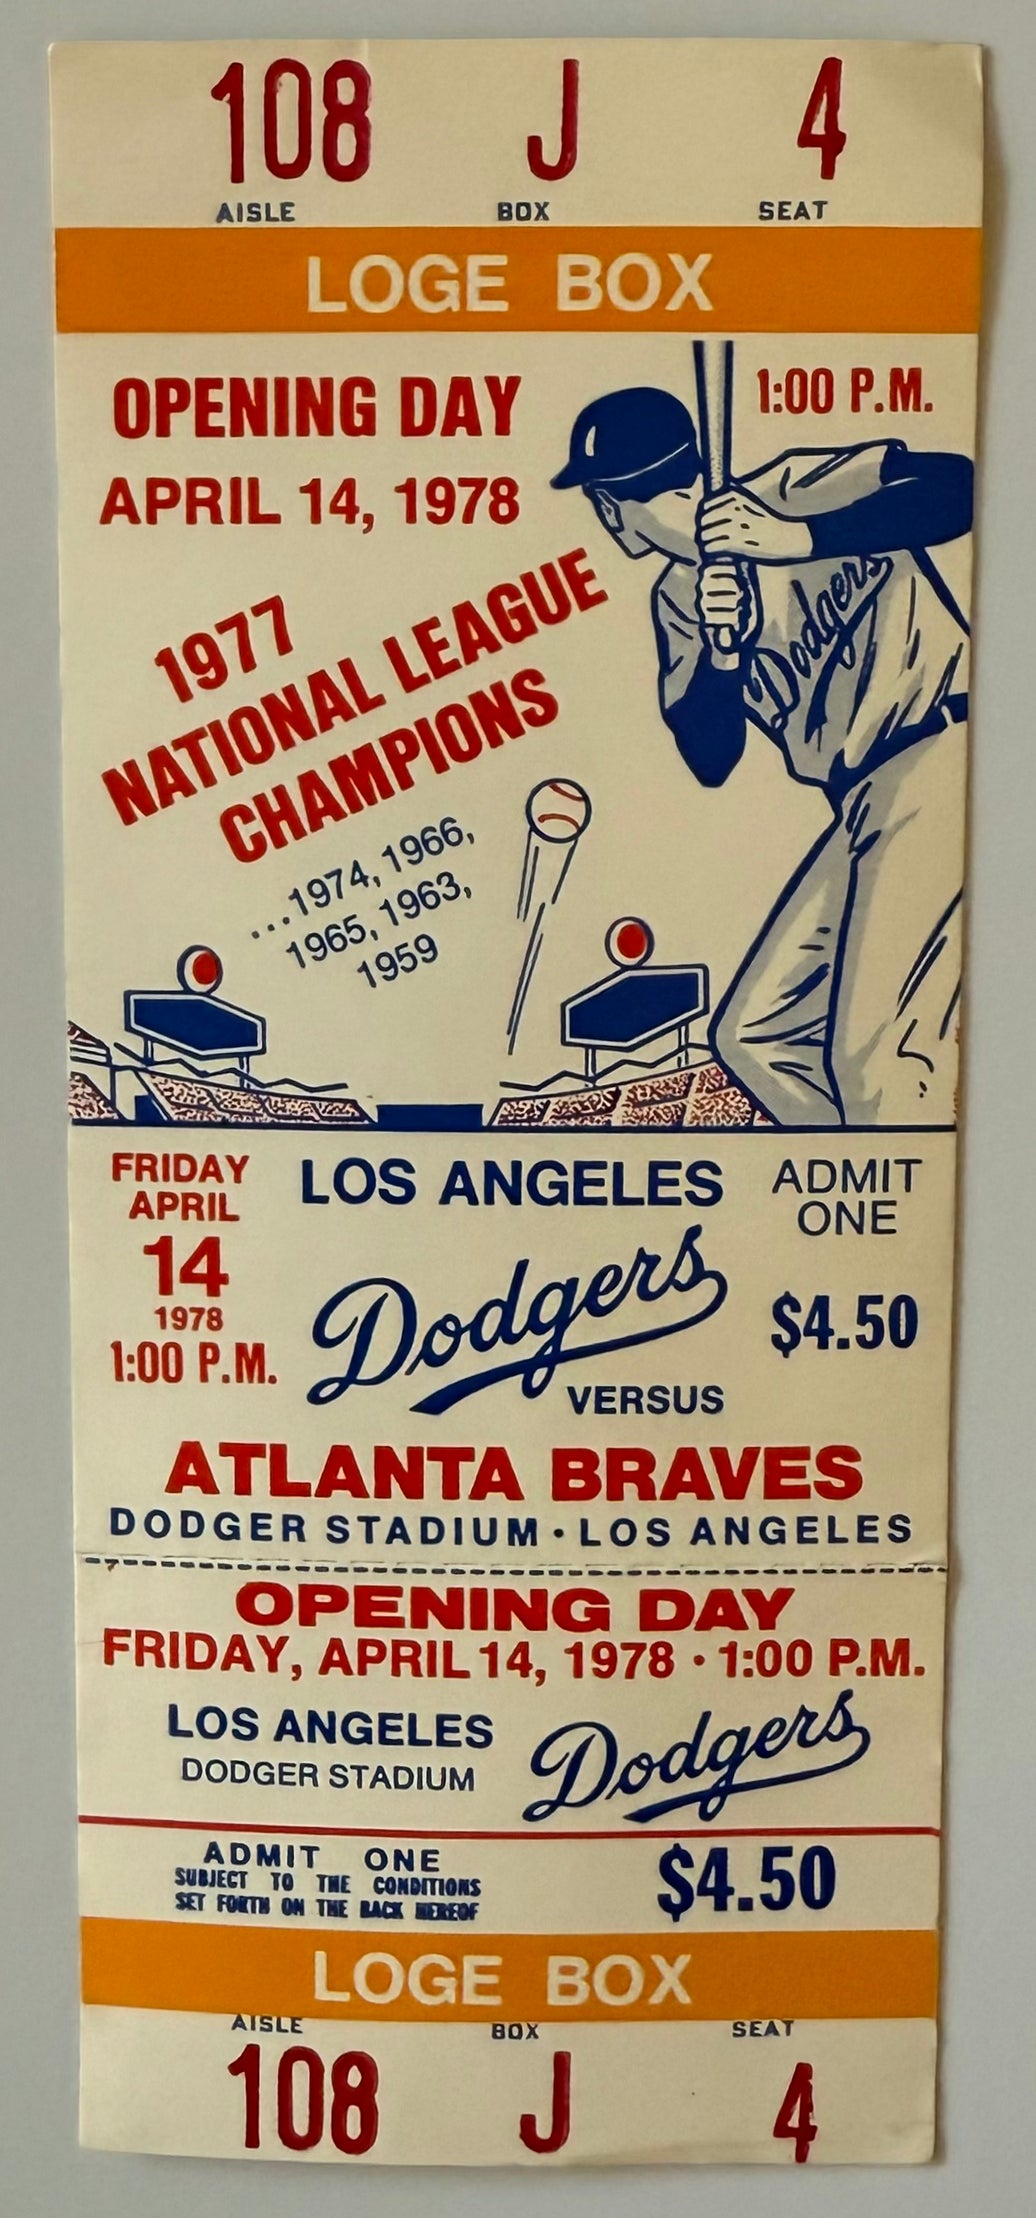 108 J 4
AISLE BOX SEAT
LOGE BOX
OPENING DAY
1:00 P.M.
APRIL 14, 1978
1977
NATIONAL LEAGUE
CHAMPIONS
...1974, 1966,
1965, 1963,
1959
Dodgers
FRIDAY
APRIL
14
1978
1:00 P.M.
LOS ANGELES
Dodgers
VERSUS
ADMIT
ONE
$4.50
ATLANTA BRAVES
DODGER STADIUM • LOS ANGELES
OPENING DAY
FRIDAY, APRIL 14, 1978 • 1:00 P.M.
LOS ANGELES
DODGER STADIUM
Dodgers
ADMIT ONE
SUBJECT TO THE CONDITIONS
SET FORTH ON THE BACK HEREOF
$4.50
LOGE BOX
AISLE BOX SEAT
108 J 4